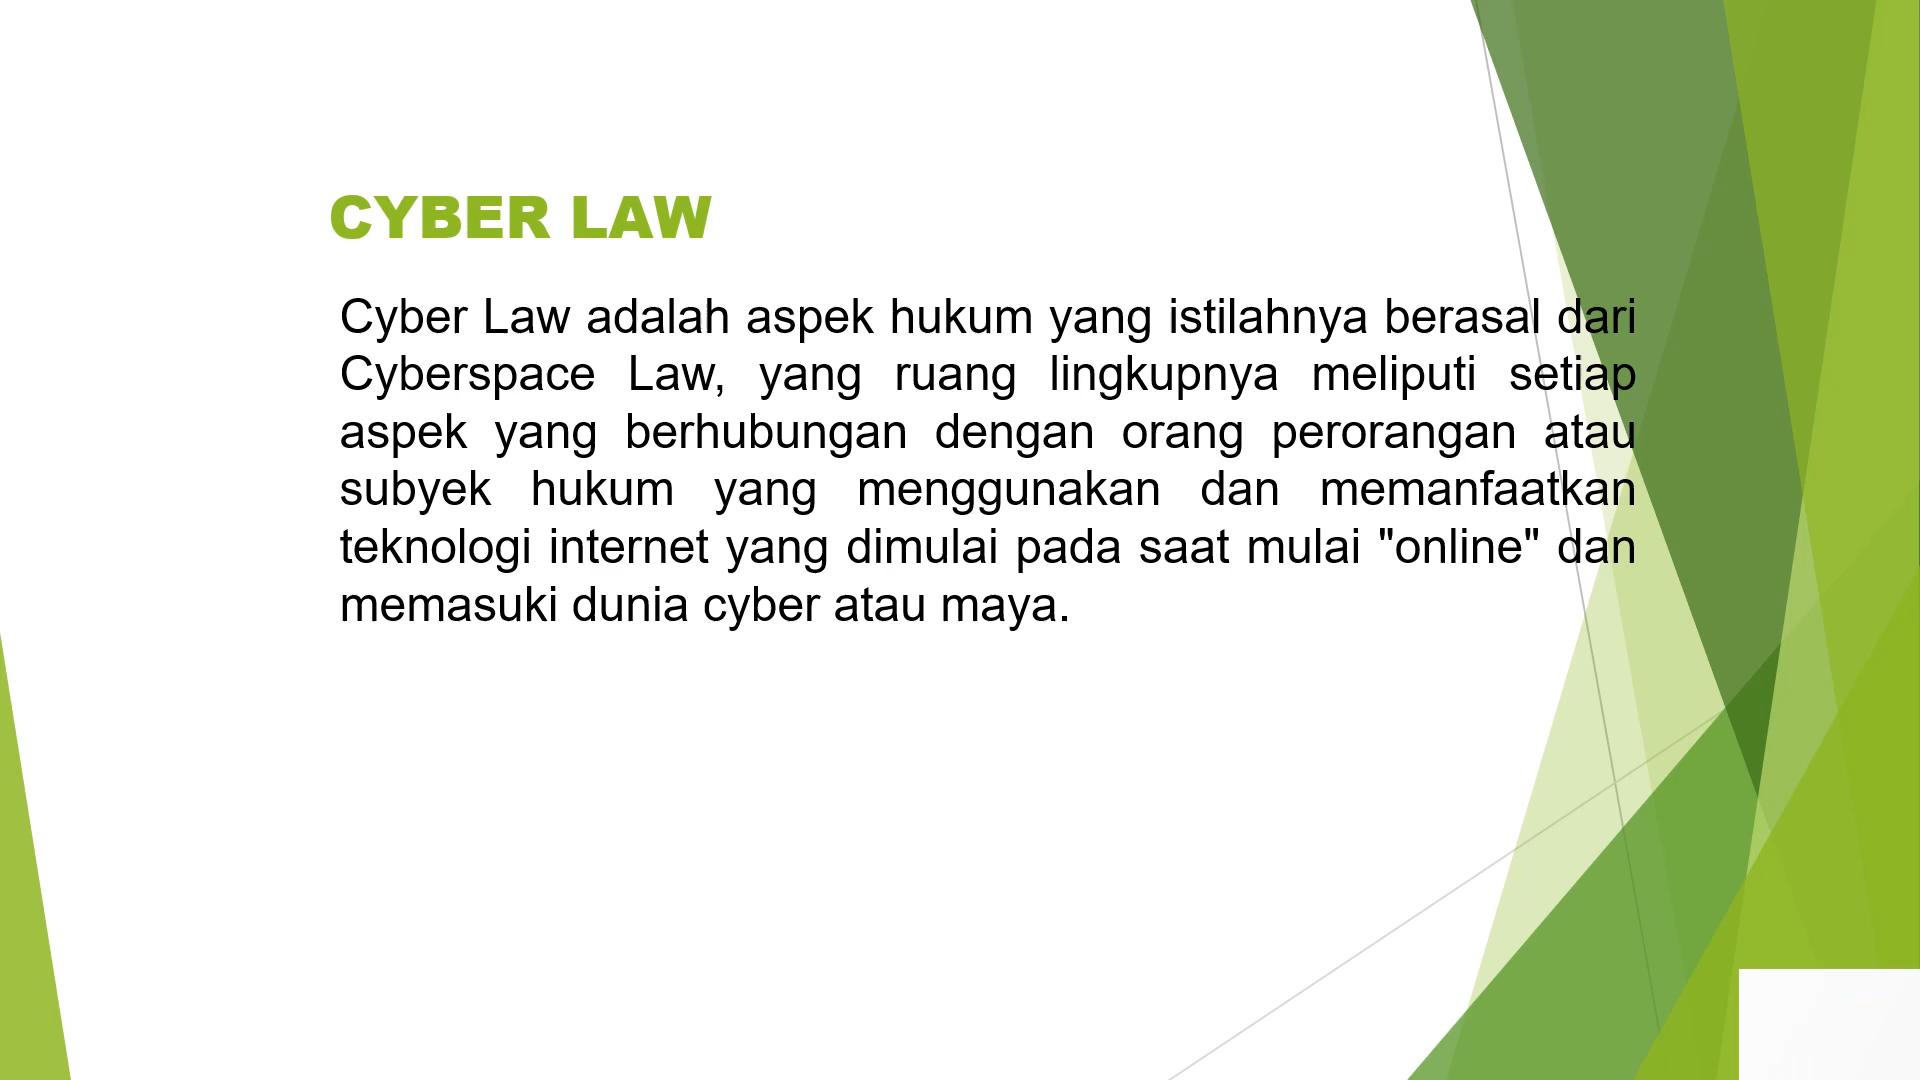 CYBER LAW
Cyber Law adalah aspek hukum yang istilahnya berasal dari
Cyberspace Law, yang ruang lingkupnya meliputi setiap
aspek yang berhubungan dengan orang perorangan atau
subyek hukum yang menggunakan dan memanfaatkan
teknologi internet yang dimulai pada saat mulai "online" dan
memasuki dunia cyber atau maya.